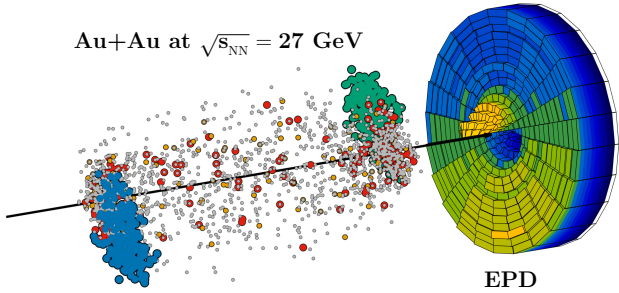 Au+Au at √s_NN = 27 GeV
EPD